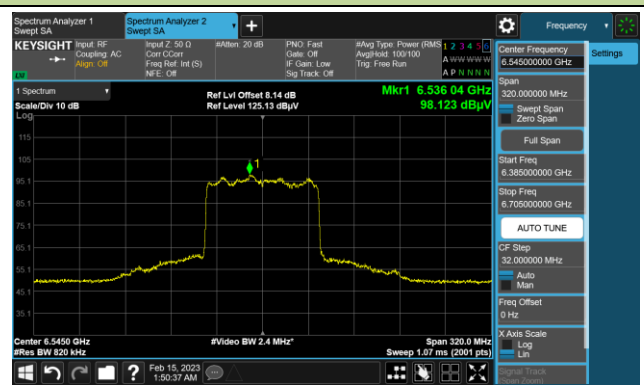 Spectrum Analyzer 1
Swept SA
Spectrum Analyzer 2
Swept SA
Frequency
KEYSIGHT
Input: RF
Coupling: AC
Align: Off
Input Z: 50 Ω
Corr CCorr
Freq Ref: Int (S)
NFE: Off
#Atten: 20 dB
PNO: Fast
Gate: Off
IF Gain: Low
Sig Track: Off
#Avg Type: Power (RMS
Avg|Hold: 100/100
Trig: Free Run
1 2 3 4 5 6
A W W W W W
A P N N N N
LVI
1 Spectrum
Scale/Div 10 dB
Log
Ref Lvl Offset 8.14 dB
Ref Level 125.13 dBµV
Mkr1 6.536 04 GHz
98.123 dBµV
1
115
105
95.1
85.1
75.1
65.1
55.1
45.1
35.1
Center 6.5450 GHz
#Res BW 820 kHz
#Video BW 2.4 MHz*
Span 320.0 MHz
Sweep 1.07 ms (2001 pts)
Center Frequency
6.545000000 GHz
Settings
Span
320.000000 MHz
Swept Span
Zero Span
Full Span
Start Freq
6.385000000 GHz
Stop Freq
6.705000000 GHz
AUTO TUNE
CF Step
32.000000 MHz
Auto
Man
Freq Offset
0 Hz
X Axis Scale
Log
Lin
Signal Track
(Span Zoom)
Feb 15, 2023
1:50:37 AM